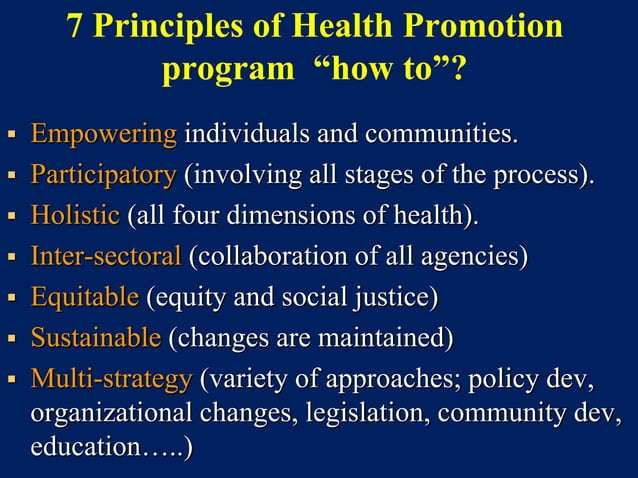 7 Principles of Health Promotion
program “how to”?
▪ Empowering individuals and communities.
▪ Participatory (involving all stages of the process).
▪ Holistic (all four dimensions of health).
▪ Inter-sectoral (collaboration of all agencies)
▪ Equitable (equity and social justice)
▪ Sustainable (changes are maintained)
▪ Multi-strategy (variety of approaches; policy dev,
organizational changes, legislation, community dev,
education…..)